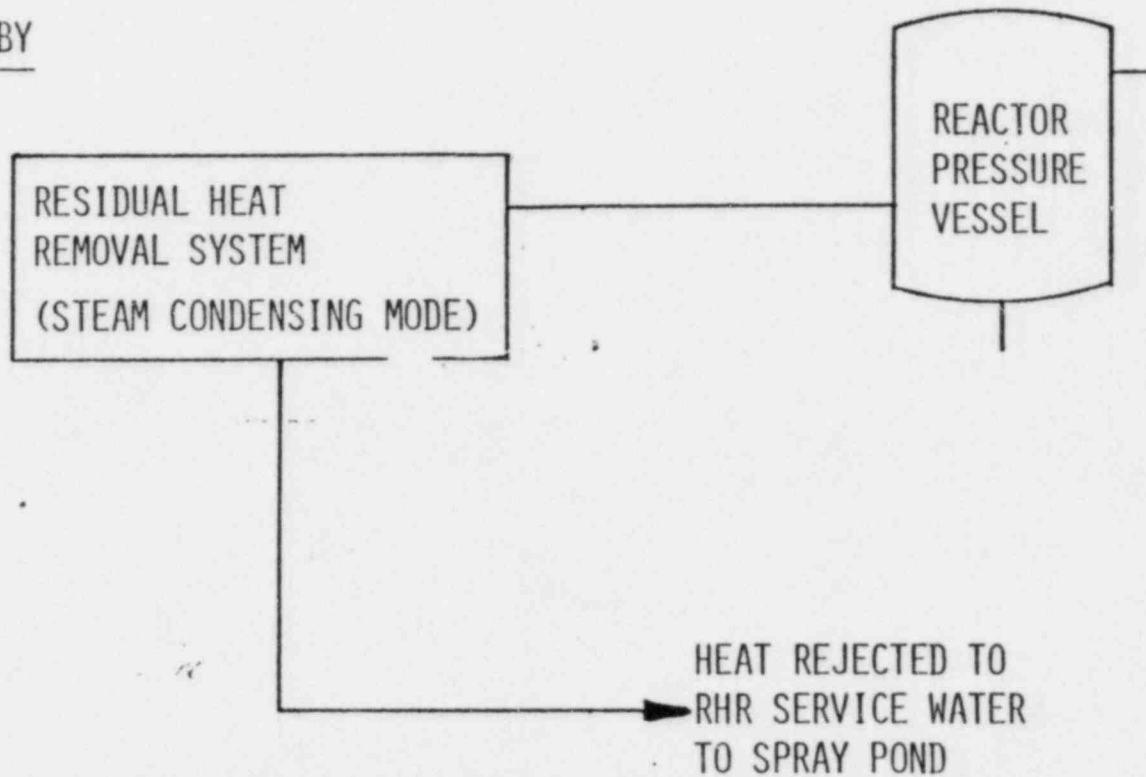 REACTOR
PRESSURE
VESSEL
RESIDUAL HEAT
REMOVAL SYSTEM
(STEAM CONDENSING MODE)
HEAT REJECTED TO
RHR SERVICE WATER
TO SPRAY POND